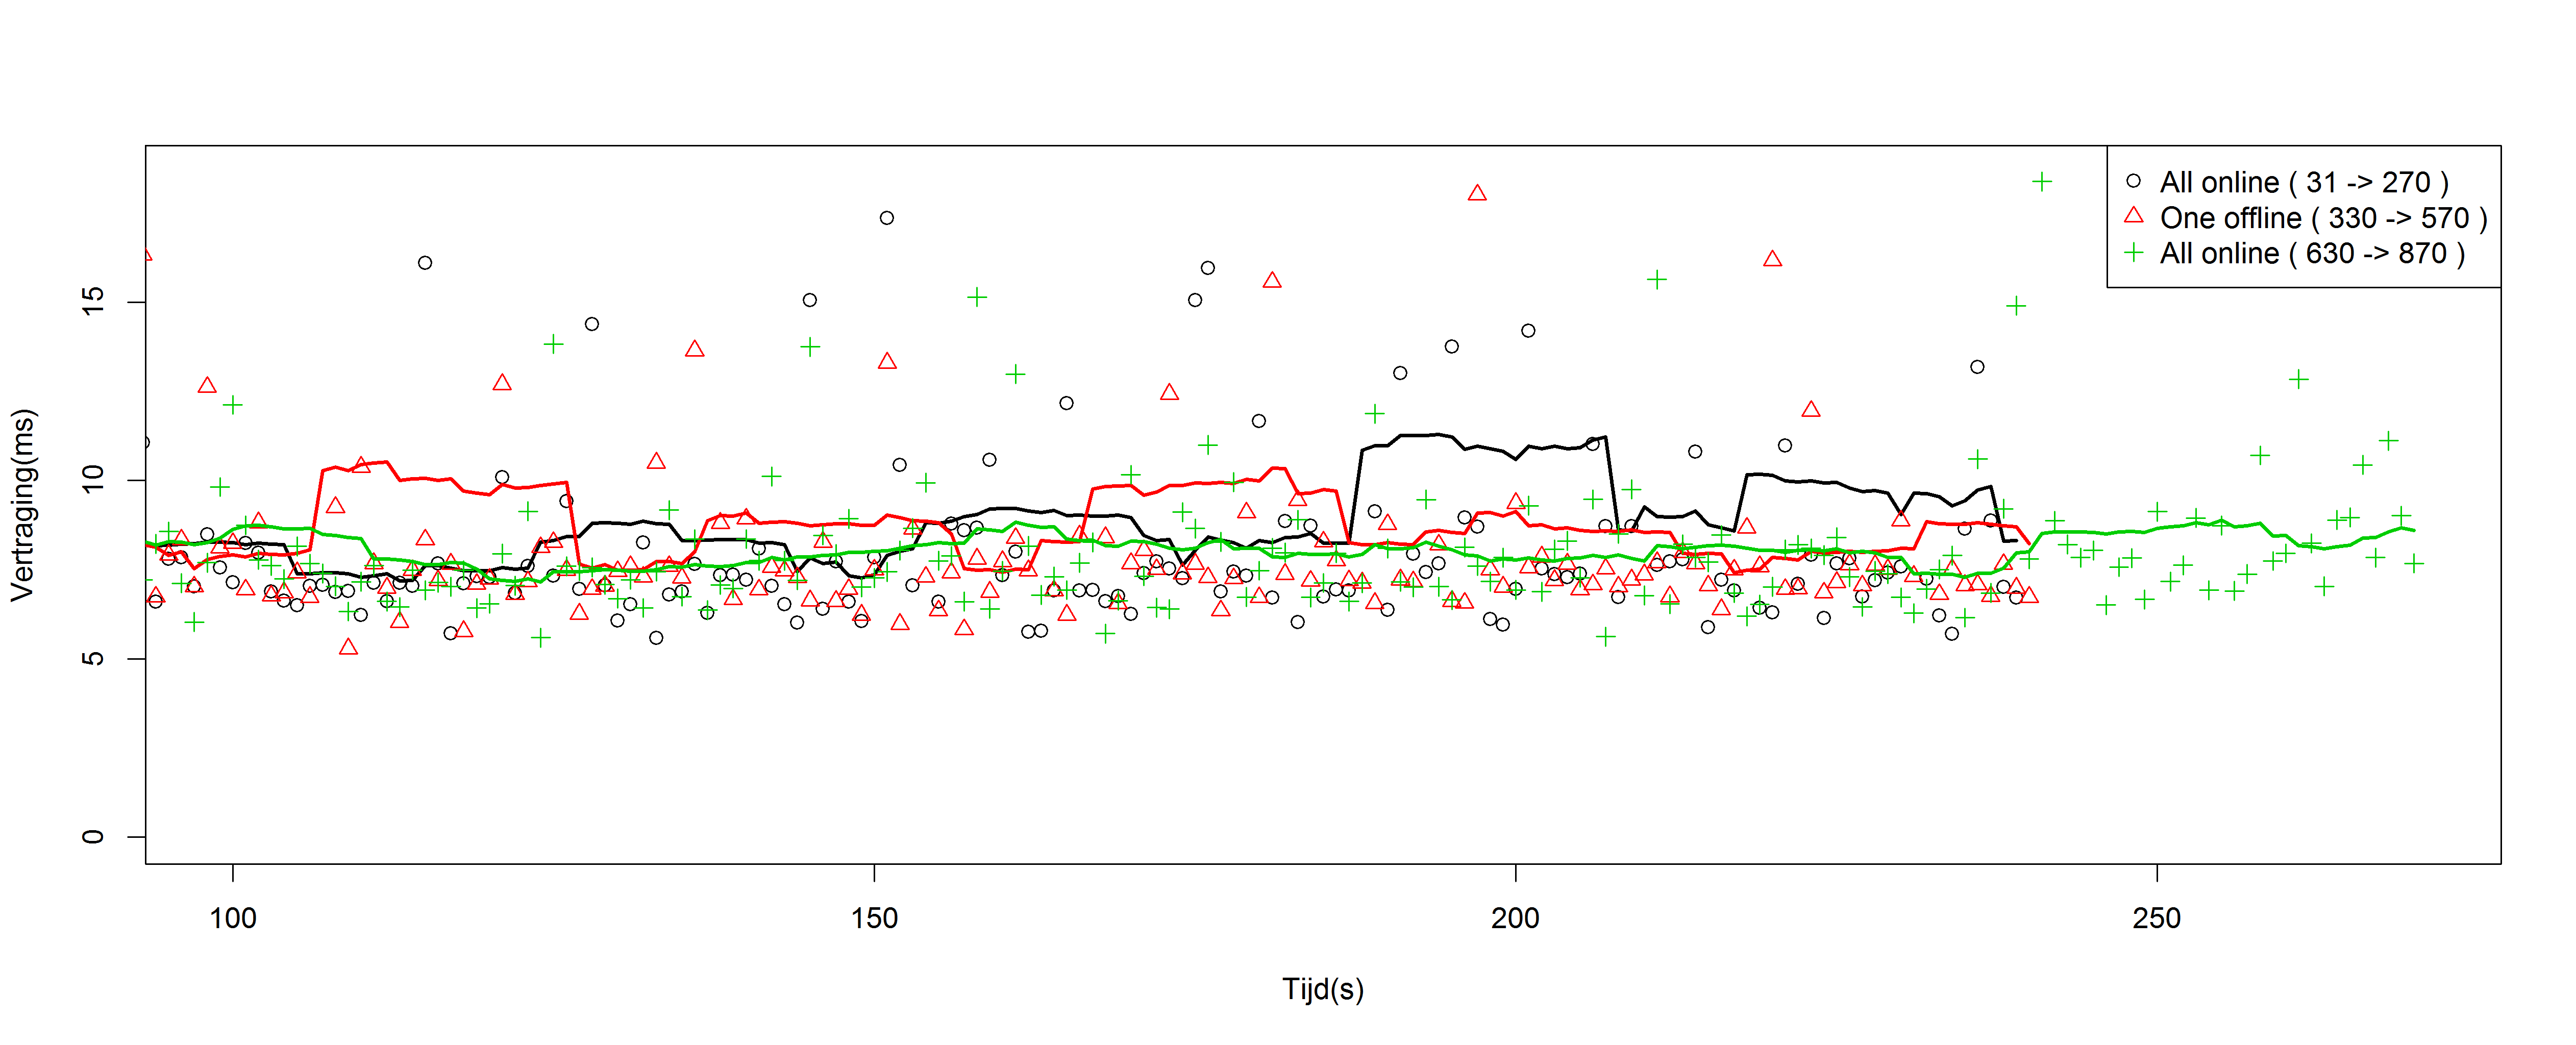 All online ( 31 -> 270 )
One offline ( 330 -> 570 )
All online ( 630 -> 870 )
Vertraging(ms)
15
10
5
0
100 150 200 250
Tijd(s)